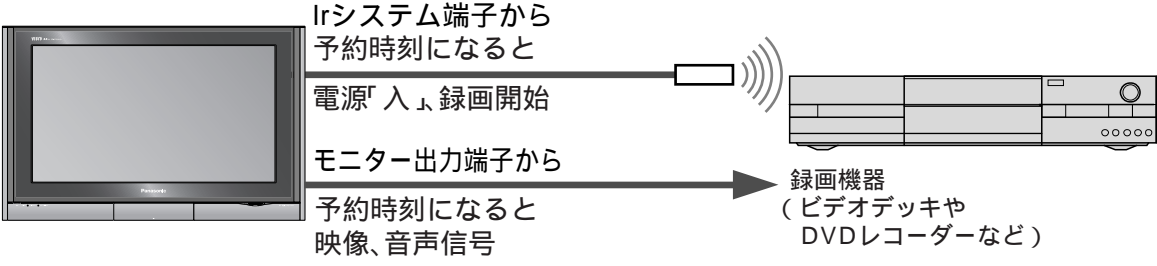 Irシステム端子から
予約時刻になると
電源「入」、録画開始
モニター出力端子から
予約時刻になると
映像、音声信号
Panasonic
録画機器
(ビデオデッキや
DVDレコーダーなど)